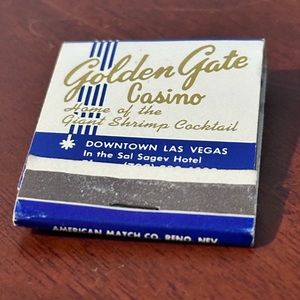 Golden Gate
Casino
Home of the
Giant Shrimp Cocktail
DOWNTOWN LAS VEGAS
In the Sal Sagev Hotel
AMERICAN MATCH CO. RENO, NEV.